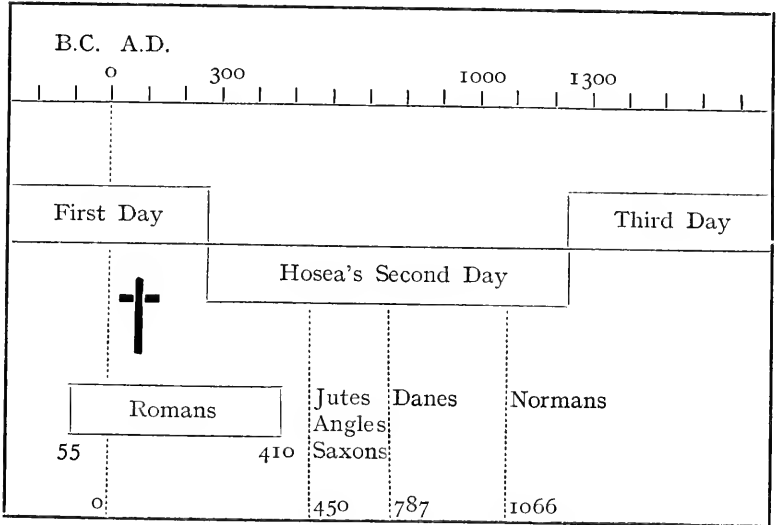 B.C. A.D.
0 300 1000 1300
First Day Third Day
Hosea's Second Day
Romans
Jutes Danes Normans
Angles
Saxons
55 410
0 450 787 1066